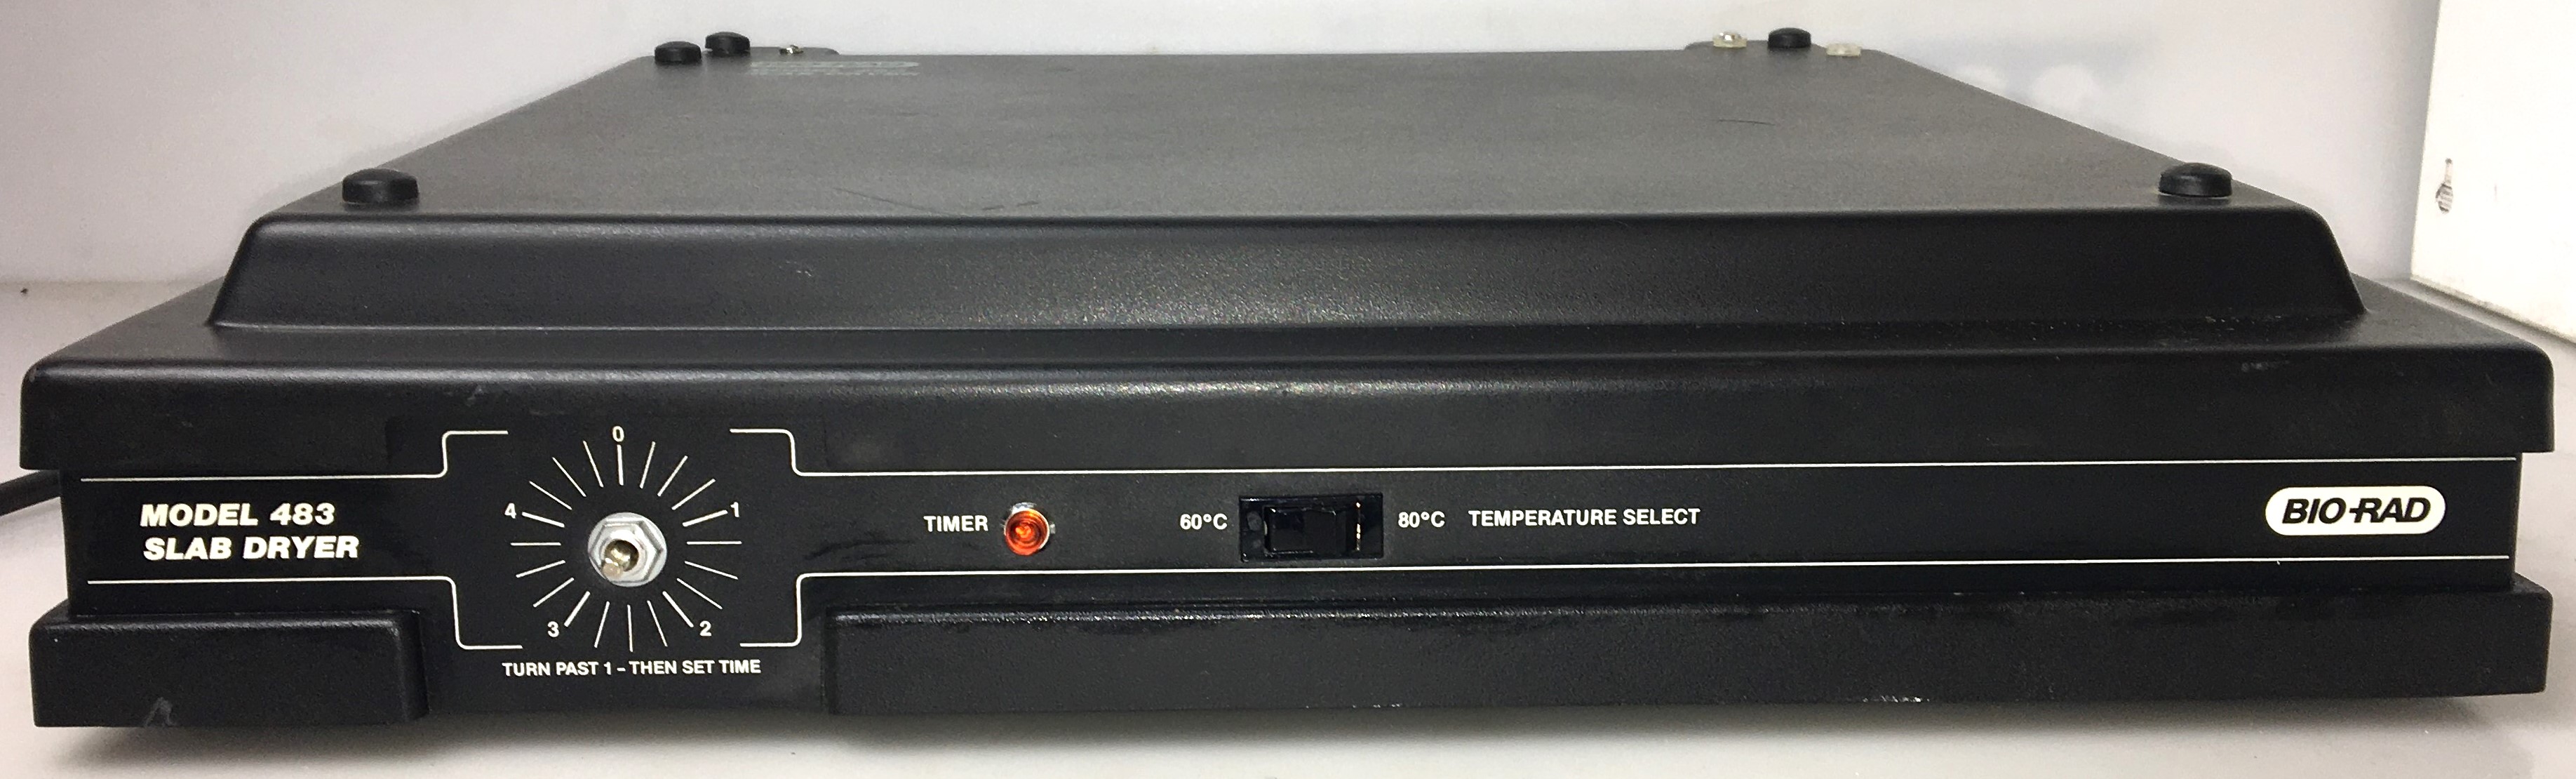 MODEL 483
SLAB DRYER
0
1
2
3
4
TURN PAST 1 – THEN SET TIME
TIMER
60°C
80°C TEMPERATURE SELECT
BIO-RAD